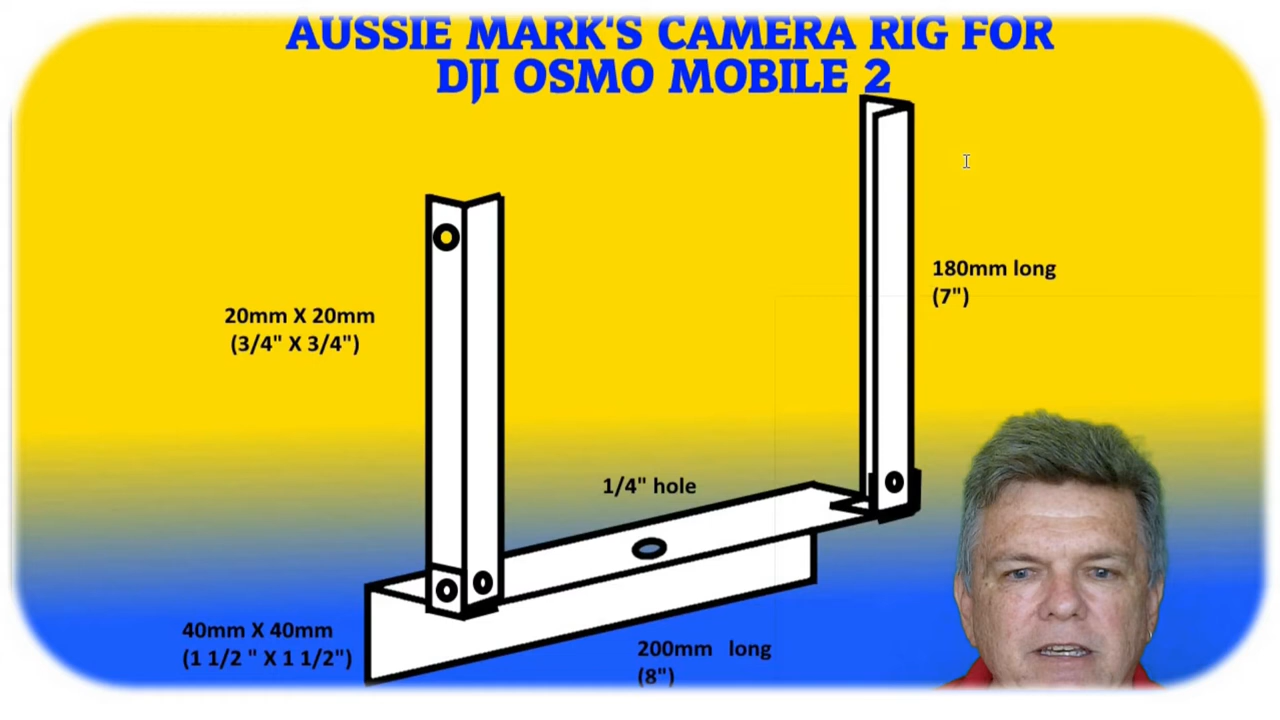 AUSSIE MARK'S CAMERA RIG FOR
DJI OSMO MOBILE 2
180mm long
(7")
20mm X 20mm
(3/4" X 3/4")
1/4" hole
40mm X 40mm
(1 1/2 " X 1 1/2")
200mm long
(8")